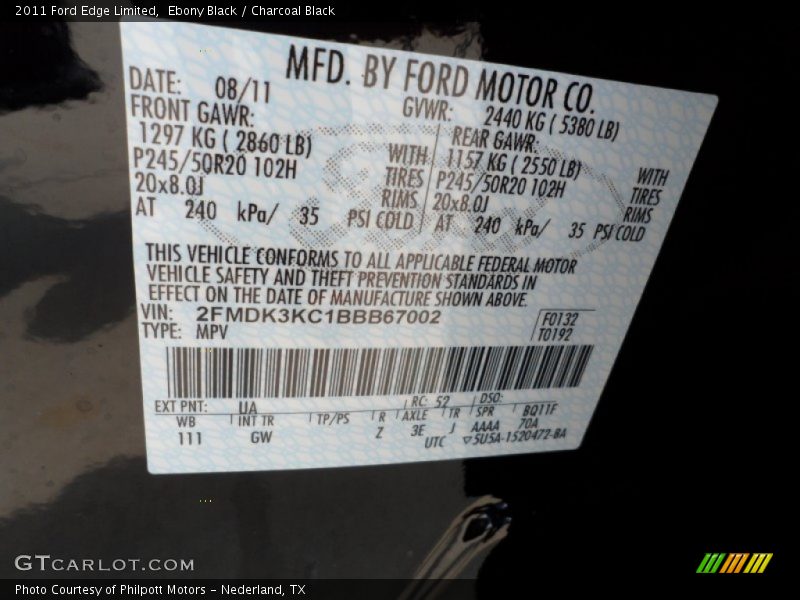 2011 Ford Edge Limited,  Ebony Black / Charcoal Black
MFD. BY FORD MOTOR CO.
DATE: 08/11 GVWR: 2440 KG ( 5380 LB)
FRONT GAWR: REAR GAWR:
1297 KG ( 2860 LB) WITH 1157 KG ( 2550 LB) WITH
P245/50R20 102H TIRES P245/50R20 102H TIRES
20x8.0J RIMS 20x8.0J RIMS
AT 240 kPa/ 35 PSI COLD AT 240 kPa/ 35 PSI COLD
THIS VEHICLE CONFORMS TO ALL APPLICABLE FEDERAL MOTOR
VEHICLE SAFETY AND THEFT PREVENTION STANDARDS IN
EFFECT ON THE DATE OF MANUFACTURE SHOWN ABOVE.
VIN: 2FMDK3KC1BBB67002 F0132
TYPE: MPV T0192
EXT PNT: UA RC: 52 DSO:
WB INT TR TP/PS R AXLE TR SPR BQ11F
111 GW Z 3E J AAAA 70A
UTC ▽5U5A-1520472-BA
GTCARLOT.COM
Photo Courtesy of Philpott Motors - Nederland, TX